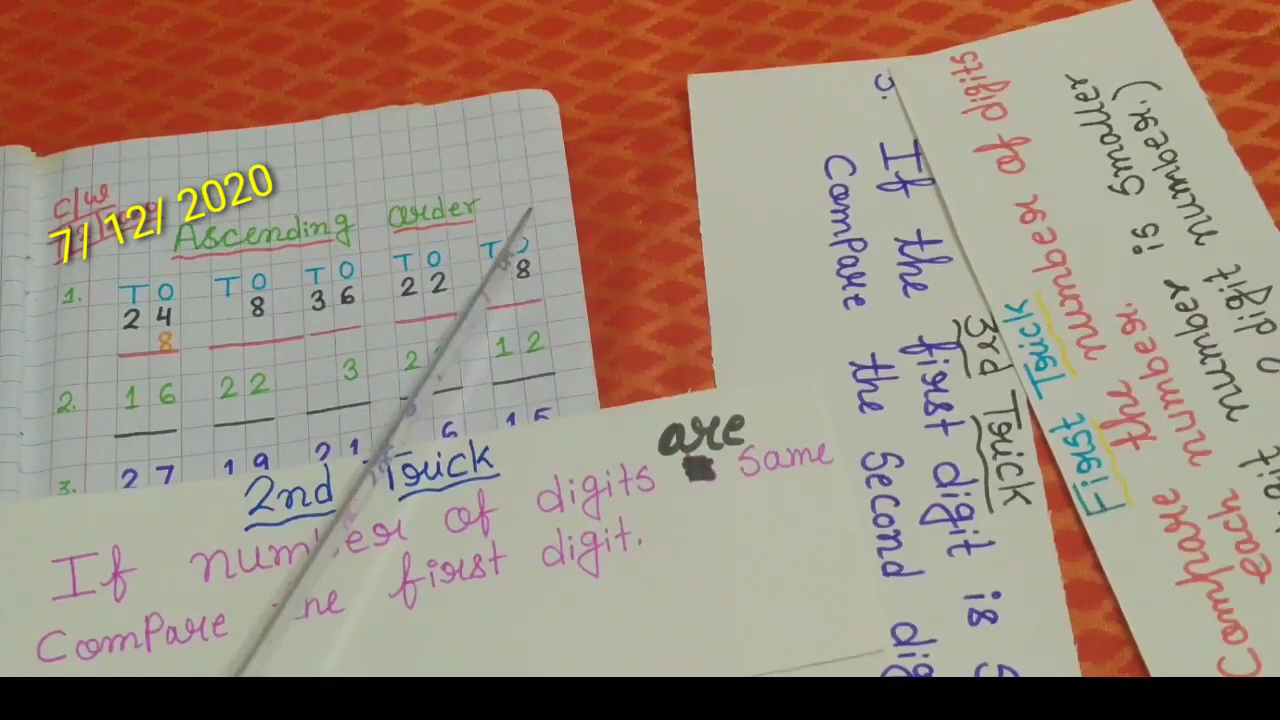 C/W
7/12/2020
Ascending order
1. T O T O T O T O T
2 4 8 3 6 2 2 8
8
2. 1 6 2 2 3 2 1 2
3. 2 7 1 9 2 1 6 1 5
2nd Trick
If number of digits are same
Compare the first digit.
3rd Trick
If the first digit is
Compare the second
First Trick
Compare the number of digits
each number.
number is smaller
digit number.)